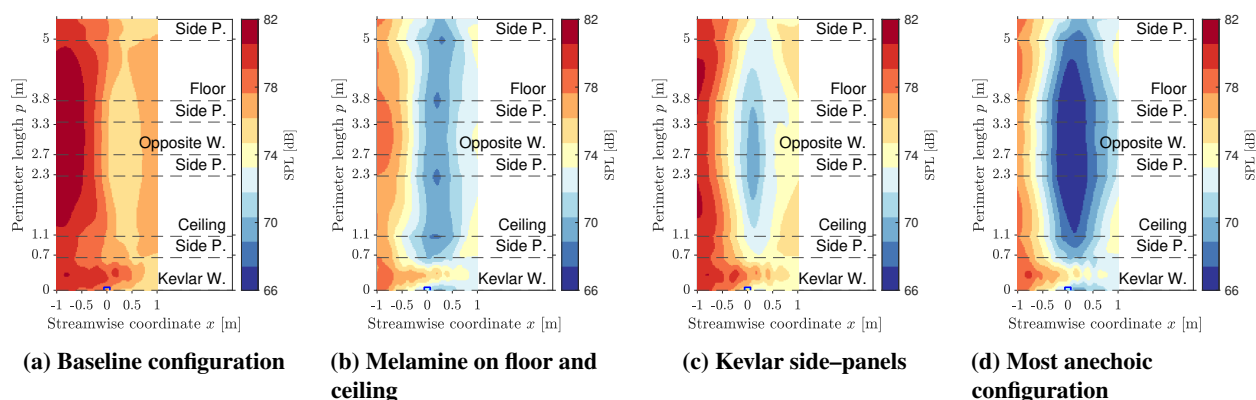 82
78
74
70
66
SPL [dB]
5
3.8
3.3
2.7
2.3
1.1
0.7
0
Perimeter length p [m]
Side P.
Floor
Side P.
Opposite W.
Side P.
Ceiling
Side P.
Kevlar W.
-1 -0.5 0 0.5 1
Streamwise coordinate x [m]
(a) Baseline configuration
82
78
74
70
66
SPL [dB]
5
3.8
3.3
2.7
2.3
1.1
0.7
0
Perimeter length p [m]
Side P.
Floor
Side P.
Opposite W.
Side P.
Ceiling
Side P.
Kevlar W.
-1 -0.5 0 0.5 1
Streamwise coordinate x [m]
(b) Melamine on floor and
ceiling
82
78
74
70
66
SPL [dB]
5
3.8
3.3
2.7
2.3
1.1
0.7
0
Perimeter length p [m]
Side P.
Floor
Side P.
Opposite W.
Side P.
Ceiling
Side P.
Kevlar W.
-1 -0.5 0 0.5 1
Streamwise coordinate x [m]
(c) Kevlar side–panels
82
78
74
70
66
SPL [dB]
5
3.8
3.3
2.7
2.3
1.1
0.7
0
Perimeter length p [m]
Side P.
Floor
Side P.
Opposite W.
Side P.
Ceiling
Side P.
Kevlar W.
-1 -0.5 0 0.5 1
Streamwise coordinate x [m]
(d) Most anechoic
configuration